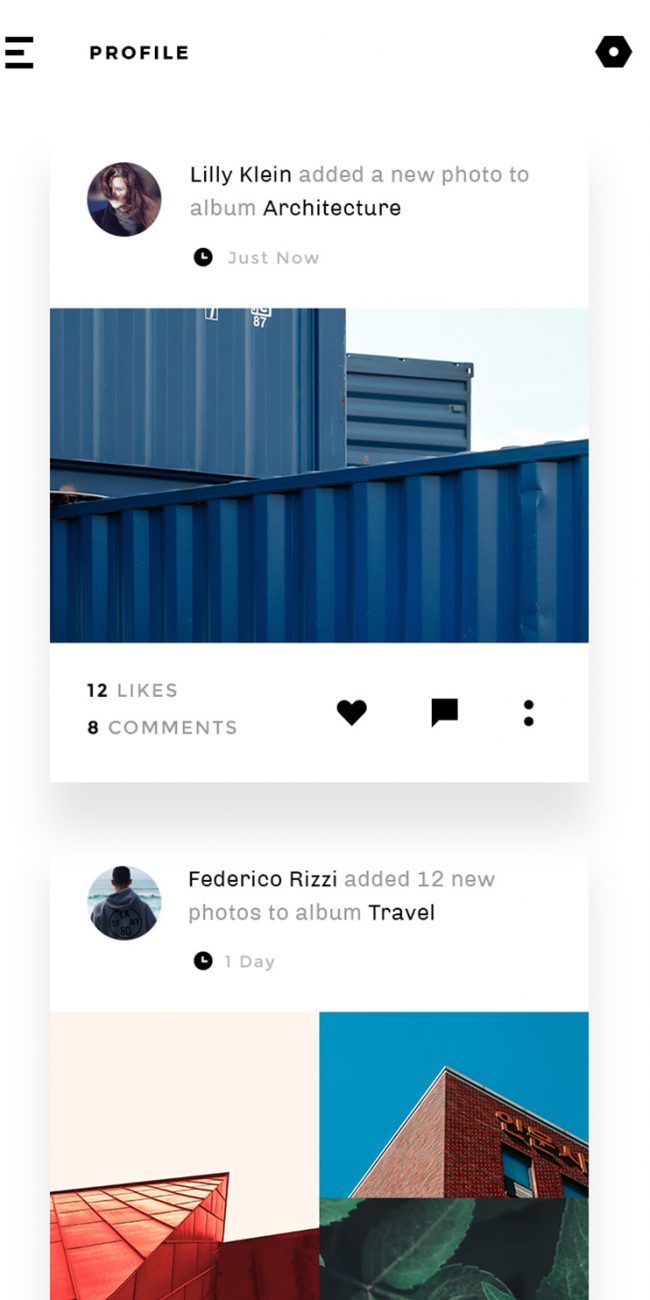 PROFILE
Lilly Klein added a new photo to
album Architecture
Just Now
87
12 LIKES
8 COMMENTS
Federico Rizzi added 12 new
photos to album Travel
1 Day